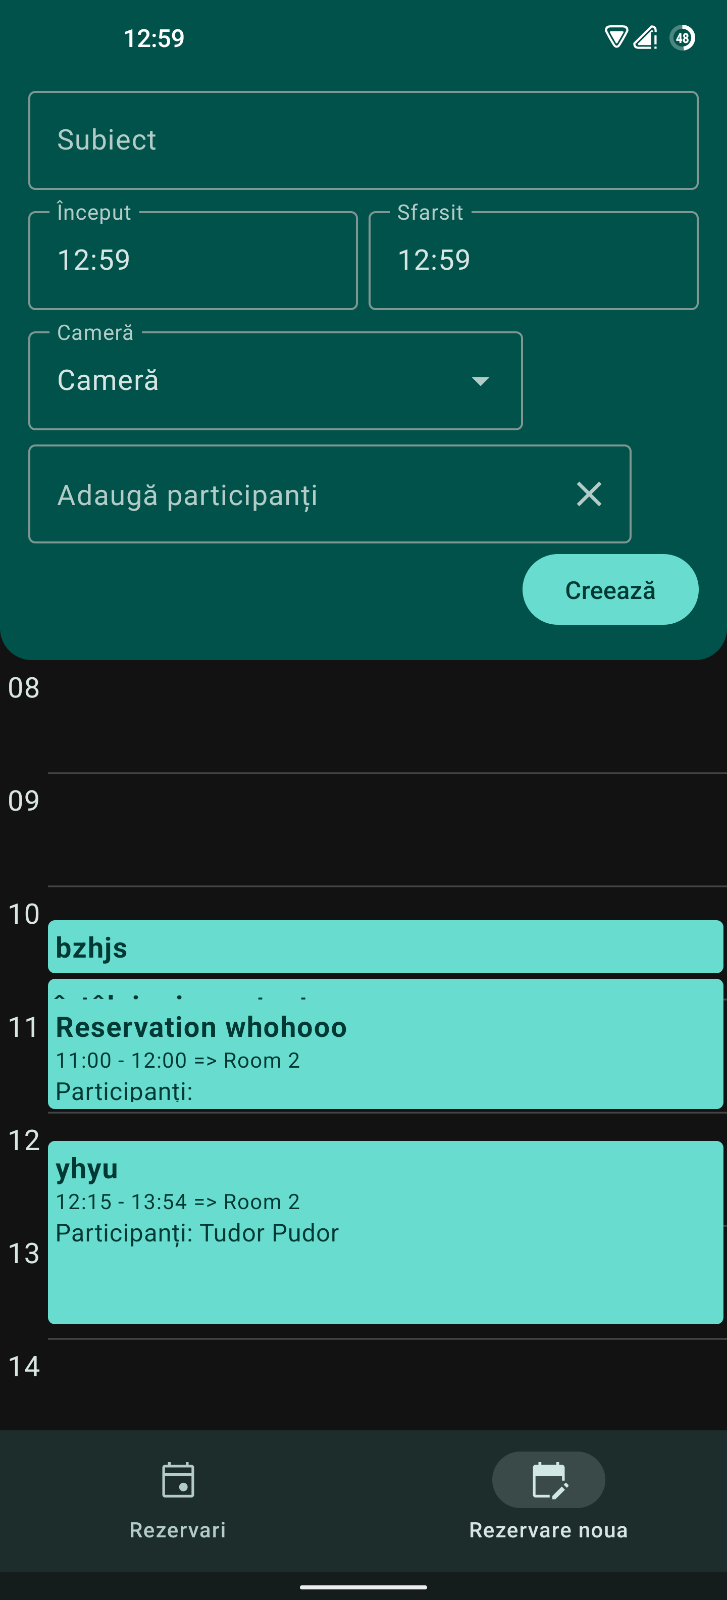 12:59
48
Subiect
Început
Sfarsit
12:59
12:59
Cameră
Cameră
Adaugă participanți
Creează
08
09
10
bzhjs
11
Reservation whohooo
11:00 - 12:00 => Room 2
Participanți:
12
yhyu
12:15 - 13:54 => Room 2
Participanți: Tudor Pudor
13
14
Rezervari
Rezervare noua